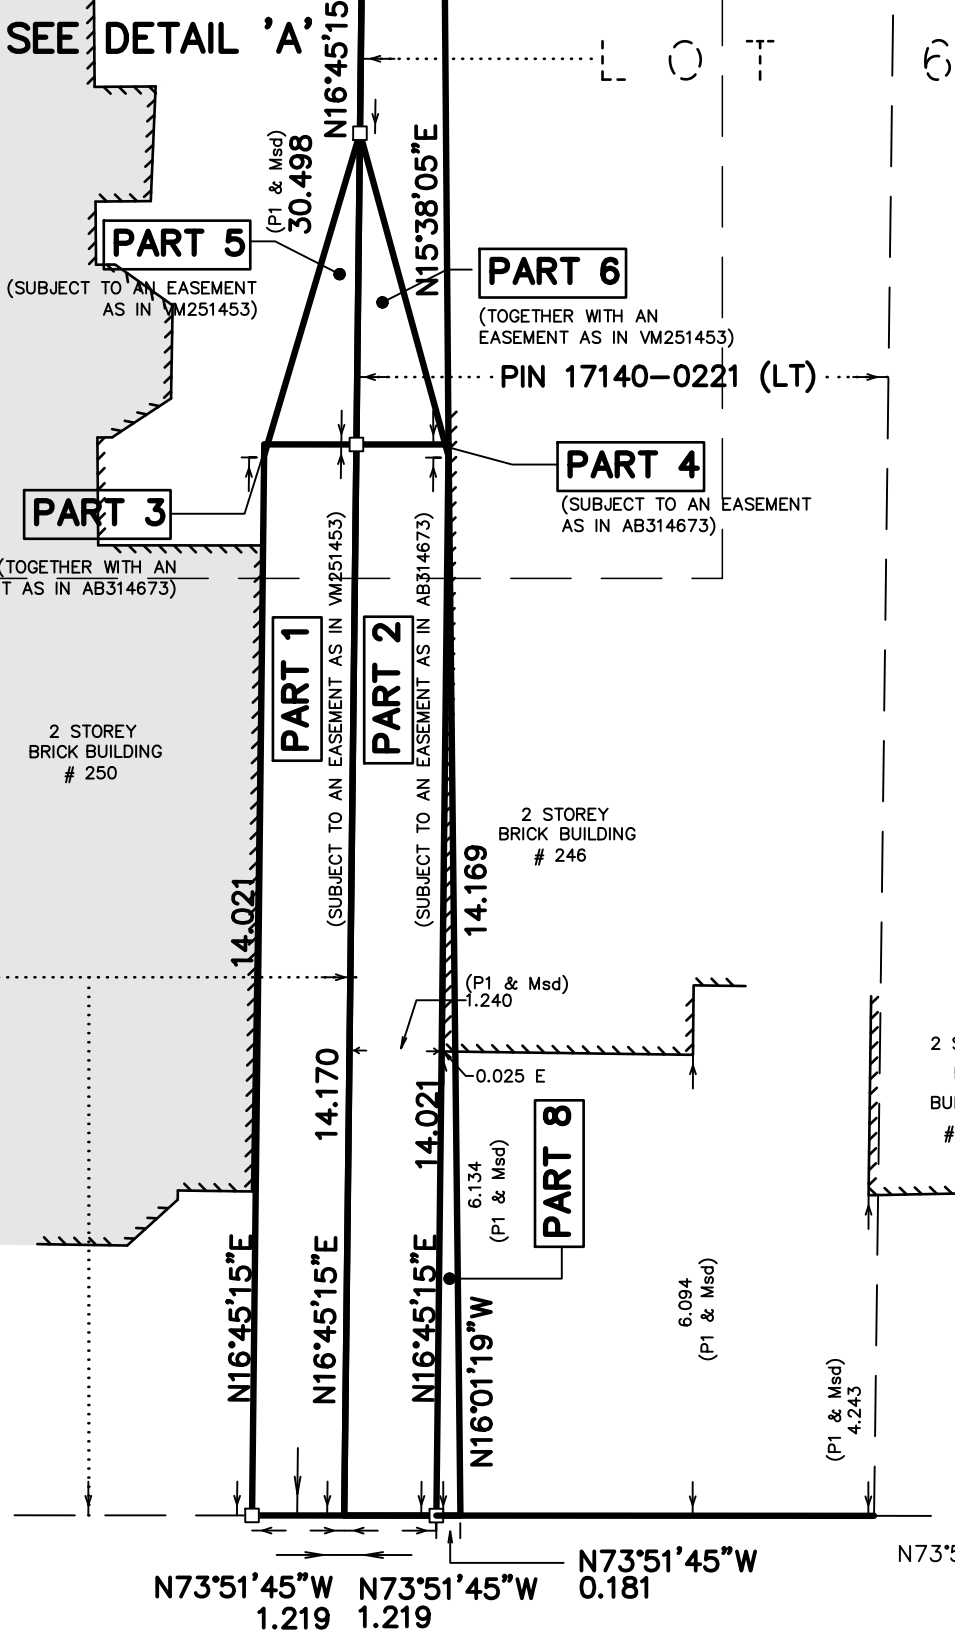 SEE DETAIL 'A'
N16°45'15
L O T 6
(P1 & Msd)
30.498
N15°38'05"E
PART 5
(SUBJECT TO AN EASEMENT
AS IN VM251453)
PART 6
(TOGETHER WITH AN
EASEMENT AS IN VM251453)
PIN 17140-0221 (LT)
PART 3
(TOGETHER WITH AN
T AS IN AB314673)
PART 4
(SUBJECT TO AN EASEMENT
AS IN AB314673)
PART 1
(SUBJECT TO AN EASEMENT AS IN VM251453)
PART 2
(SUBJECT TO AN EASEMENT AS IN AB314673)
2 STOREY
BRICK BUILDING
# 250
2 STOREY
BRICK BUILDING
# 246
14.021
14.169
(P1 & Msd)
1.240
0.025 E
14.170
14.021
6.134
(P1 & Msd)
PART 8
2 S
BUI
#
N16°45'15"E
N16°45'15"E
N16°45'15"E
N16°01'19"W
6.094
(P1 & Msd)
(P1 & Msd)
4.243
N73°51'45"W
1.219
N73°51'45"W
1.219
N73°51'45"W
0.181
N73°5